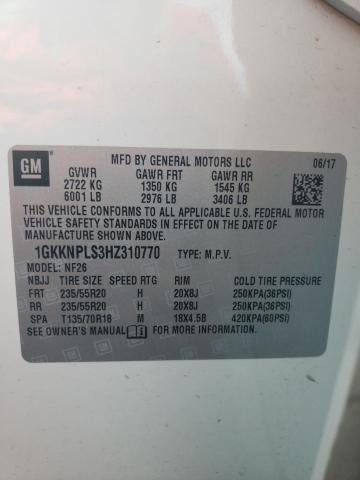 GM
MFD BY GENERAL MOTORS LLC 06/17
GVWR GAWR FRT GAWR RR
2722 KG 1350 KG 1545 KG
6001 LB 2976 LB 3406 LB
THIS VEHICLE CONFORMS TO ALL APPLICABLE U.S. FEDERAL MOTOR
VEHICLE SAFETY STANDARDS IN EFFECT ON THE DATE OF
MANUFACTURE SHOWN ABOVE.
1GKKNPLS3HZ310770 TYPE: M.P.V.
MODEL: NF26
NBJJ TIRE SIZE SPEED RTG RIM COLD TIRE PRESSURE
FRT 235/55R20 H 20X8J 250KPA(36PSI)
RR 235/55R20 H 20X8J 250KPA(36PSI)
SPA T135/70R18 M 18X4.5B 420KPA(60PSI)
SEE OWNER'S MANUAL FOR MORE INFORMATION.